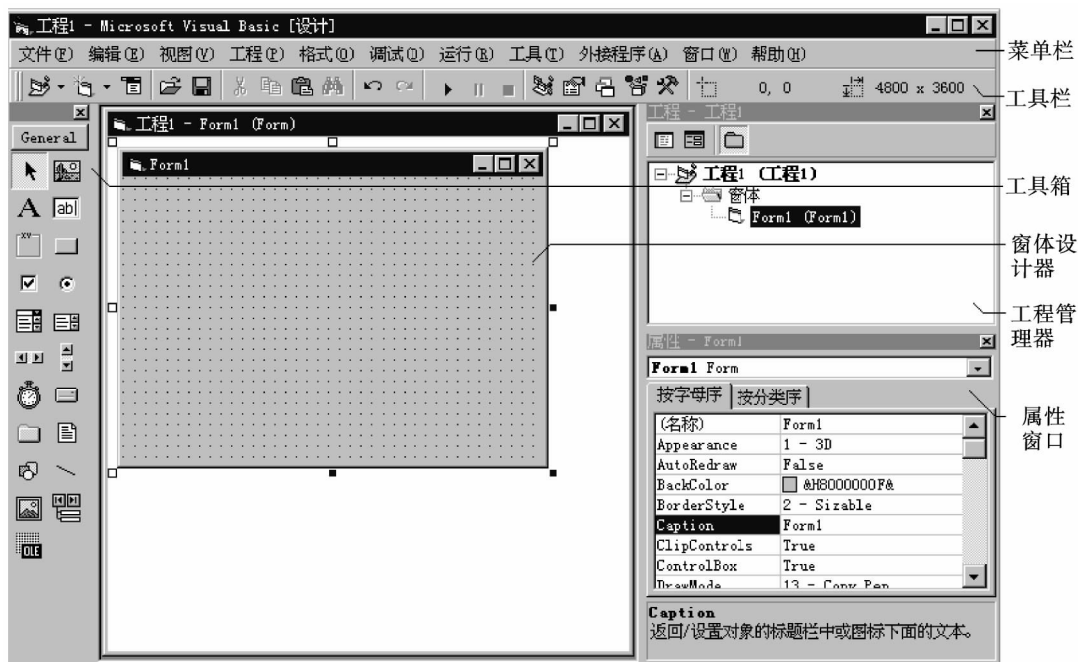 工程1 - Microsoft Visual Basic [设计]
文件(F) 编辑(E) 视图(V) 工程(P) 格式(O) 调试(D) 运行(R) 工具(T) 外接程序(A) 窗口(W) 帮助(H)
菜单栏
0, 0 4800 x 3600
工具栏
General
工程1 - Form1 (Form)
Form1
工程 - 工程1
工程1 (工程1)
窗体
Form1 (Form1)
工具箱
窗体设
计器
工程管
理器
A
ab
XY
OLE
属性 - Form1
Form1 Form
按字母序 按分类序
(名称) Form1
Appearance 1 - 3D
AutoRedraw False
BackColor &H8000000F&
BorderStyle 2 - Sizable
Caption Form1
ClipControls True
ControlBox True
DrawMode 13 - Copy Pen
属性
窗口
Caption
返回/设置对象的标题栏中或图标下面的文本。